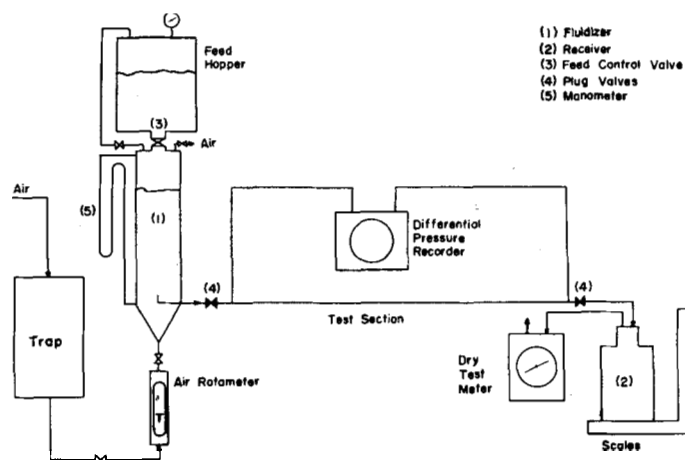 Feed
Hopper
(1) Fluidizer
(2) Receiver
(3) Feed Control Valve
(4) Plug Valves
(5) Manometer
(3)
Air
Air
(5)
(1)
Differential
Pressure
Recorder
(4)
(4)
Test Section
Trap
Dry
Test
Meter
(2)
Air Rotameter
Scales